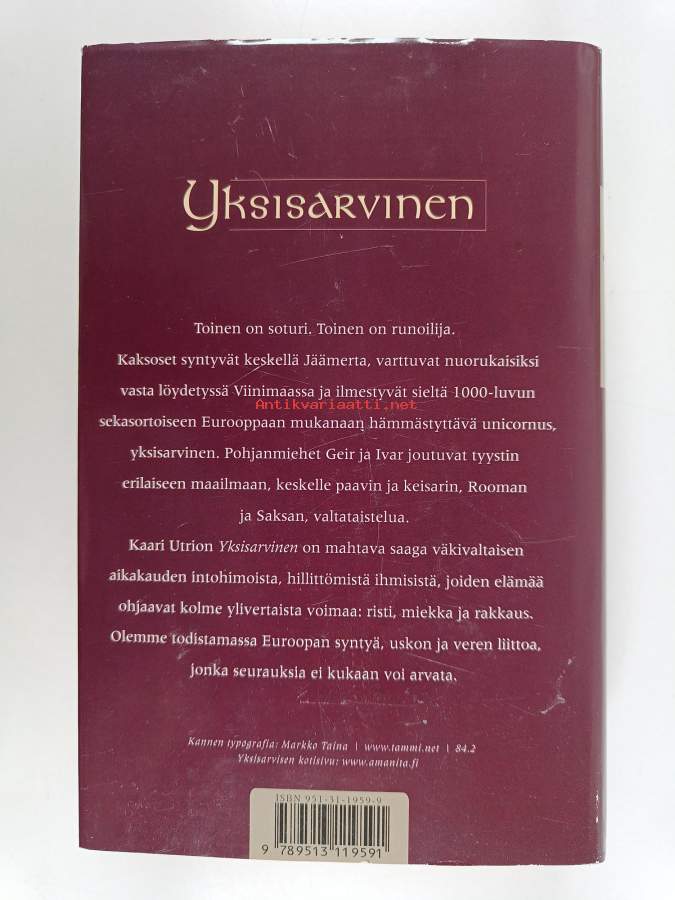 Yksisarvinen
Toinen on soturi. Toinen on runoilija.
Kaksoset syntyvät keskellä Jäämerta, varttuvat nuorukaisiksi
vasta löydetyssä Viinimaassa ja ilmestyvät sieltä 1000-luvun
Antikvariaatti.net
sekasortoiseen Eurooppaan mukanaan hämmästyttävä unicornus,
yksisarvinen. Pohjanmiehet Geir ja Ivar joutuvat tyystin
erilaiseen maailmaan, keskelle paavin ja keisarin, Rooman
ja Saksan, valtataistelua.
Kaari Utrion Yksisarvinen on mahtava saaga väkivaltaisen
aikakauden intohimoista, hillittömistä ihmisistä, joiden elämää
ohjaavat kolme ylivertaista voimaa: risti, miekka ja rakkaus.
Olemme todistamassa Euroopan syntyä, uskon ja veren liittoa,
jonka seurauksia ei kukaan voi arvata.
Kannen typografia: Markko Taina | www.tammi.net | 84.2
Yksisarvisen kotisivu: www.amanita.fi
ISBN 951-31-1959-9
9 789513 119591